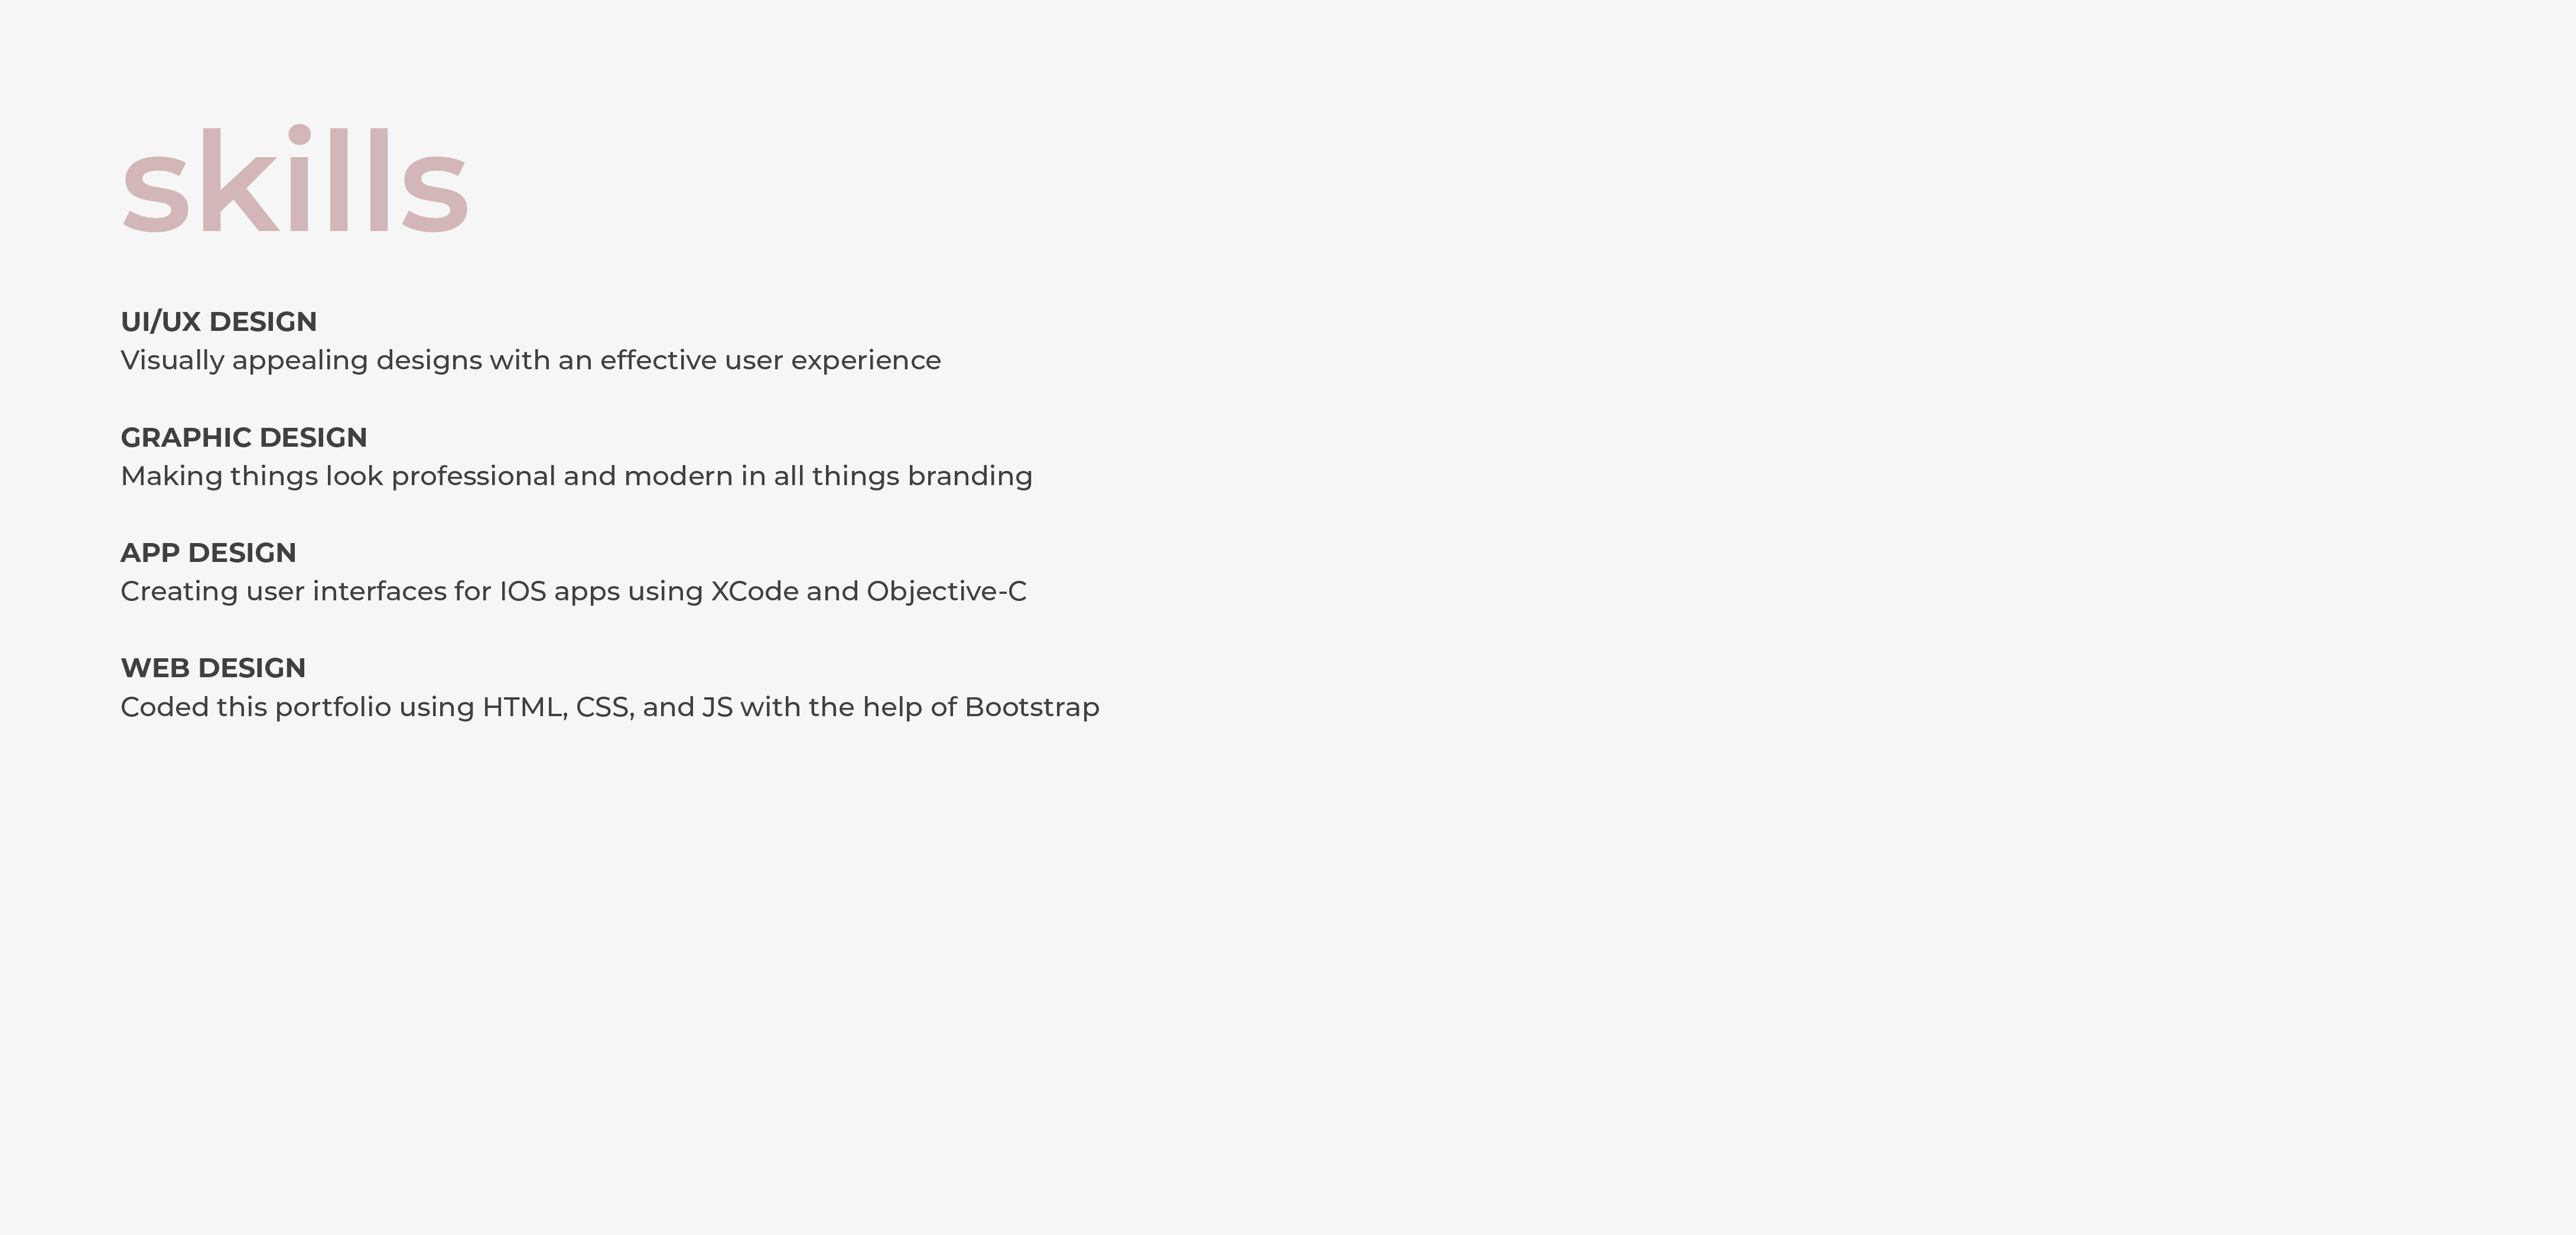 skills
UI/UX DESIGN
Visually appealing designs with an effective user experience
GRAPHIC DESIGN
Making things look professional and modern in all things branding
APP DESIGN
Creating user interfaces for IOS apps using XCode and Objective-C
WEB DESIGN
Coded this portfolio using HTML, CSS, and JS with the help of Bootstrap